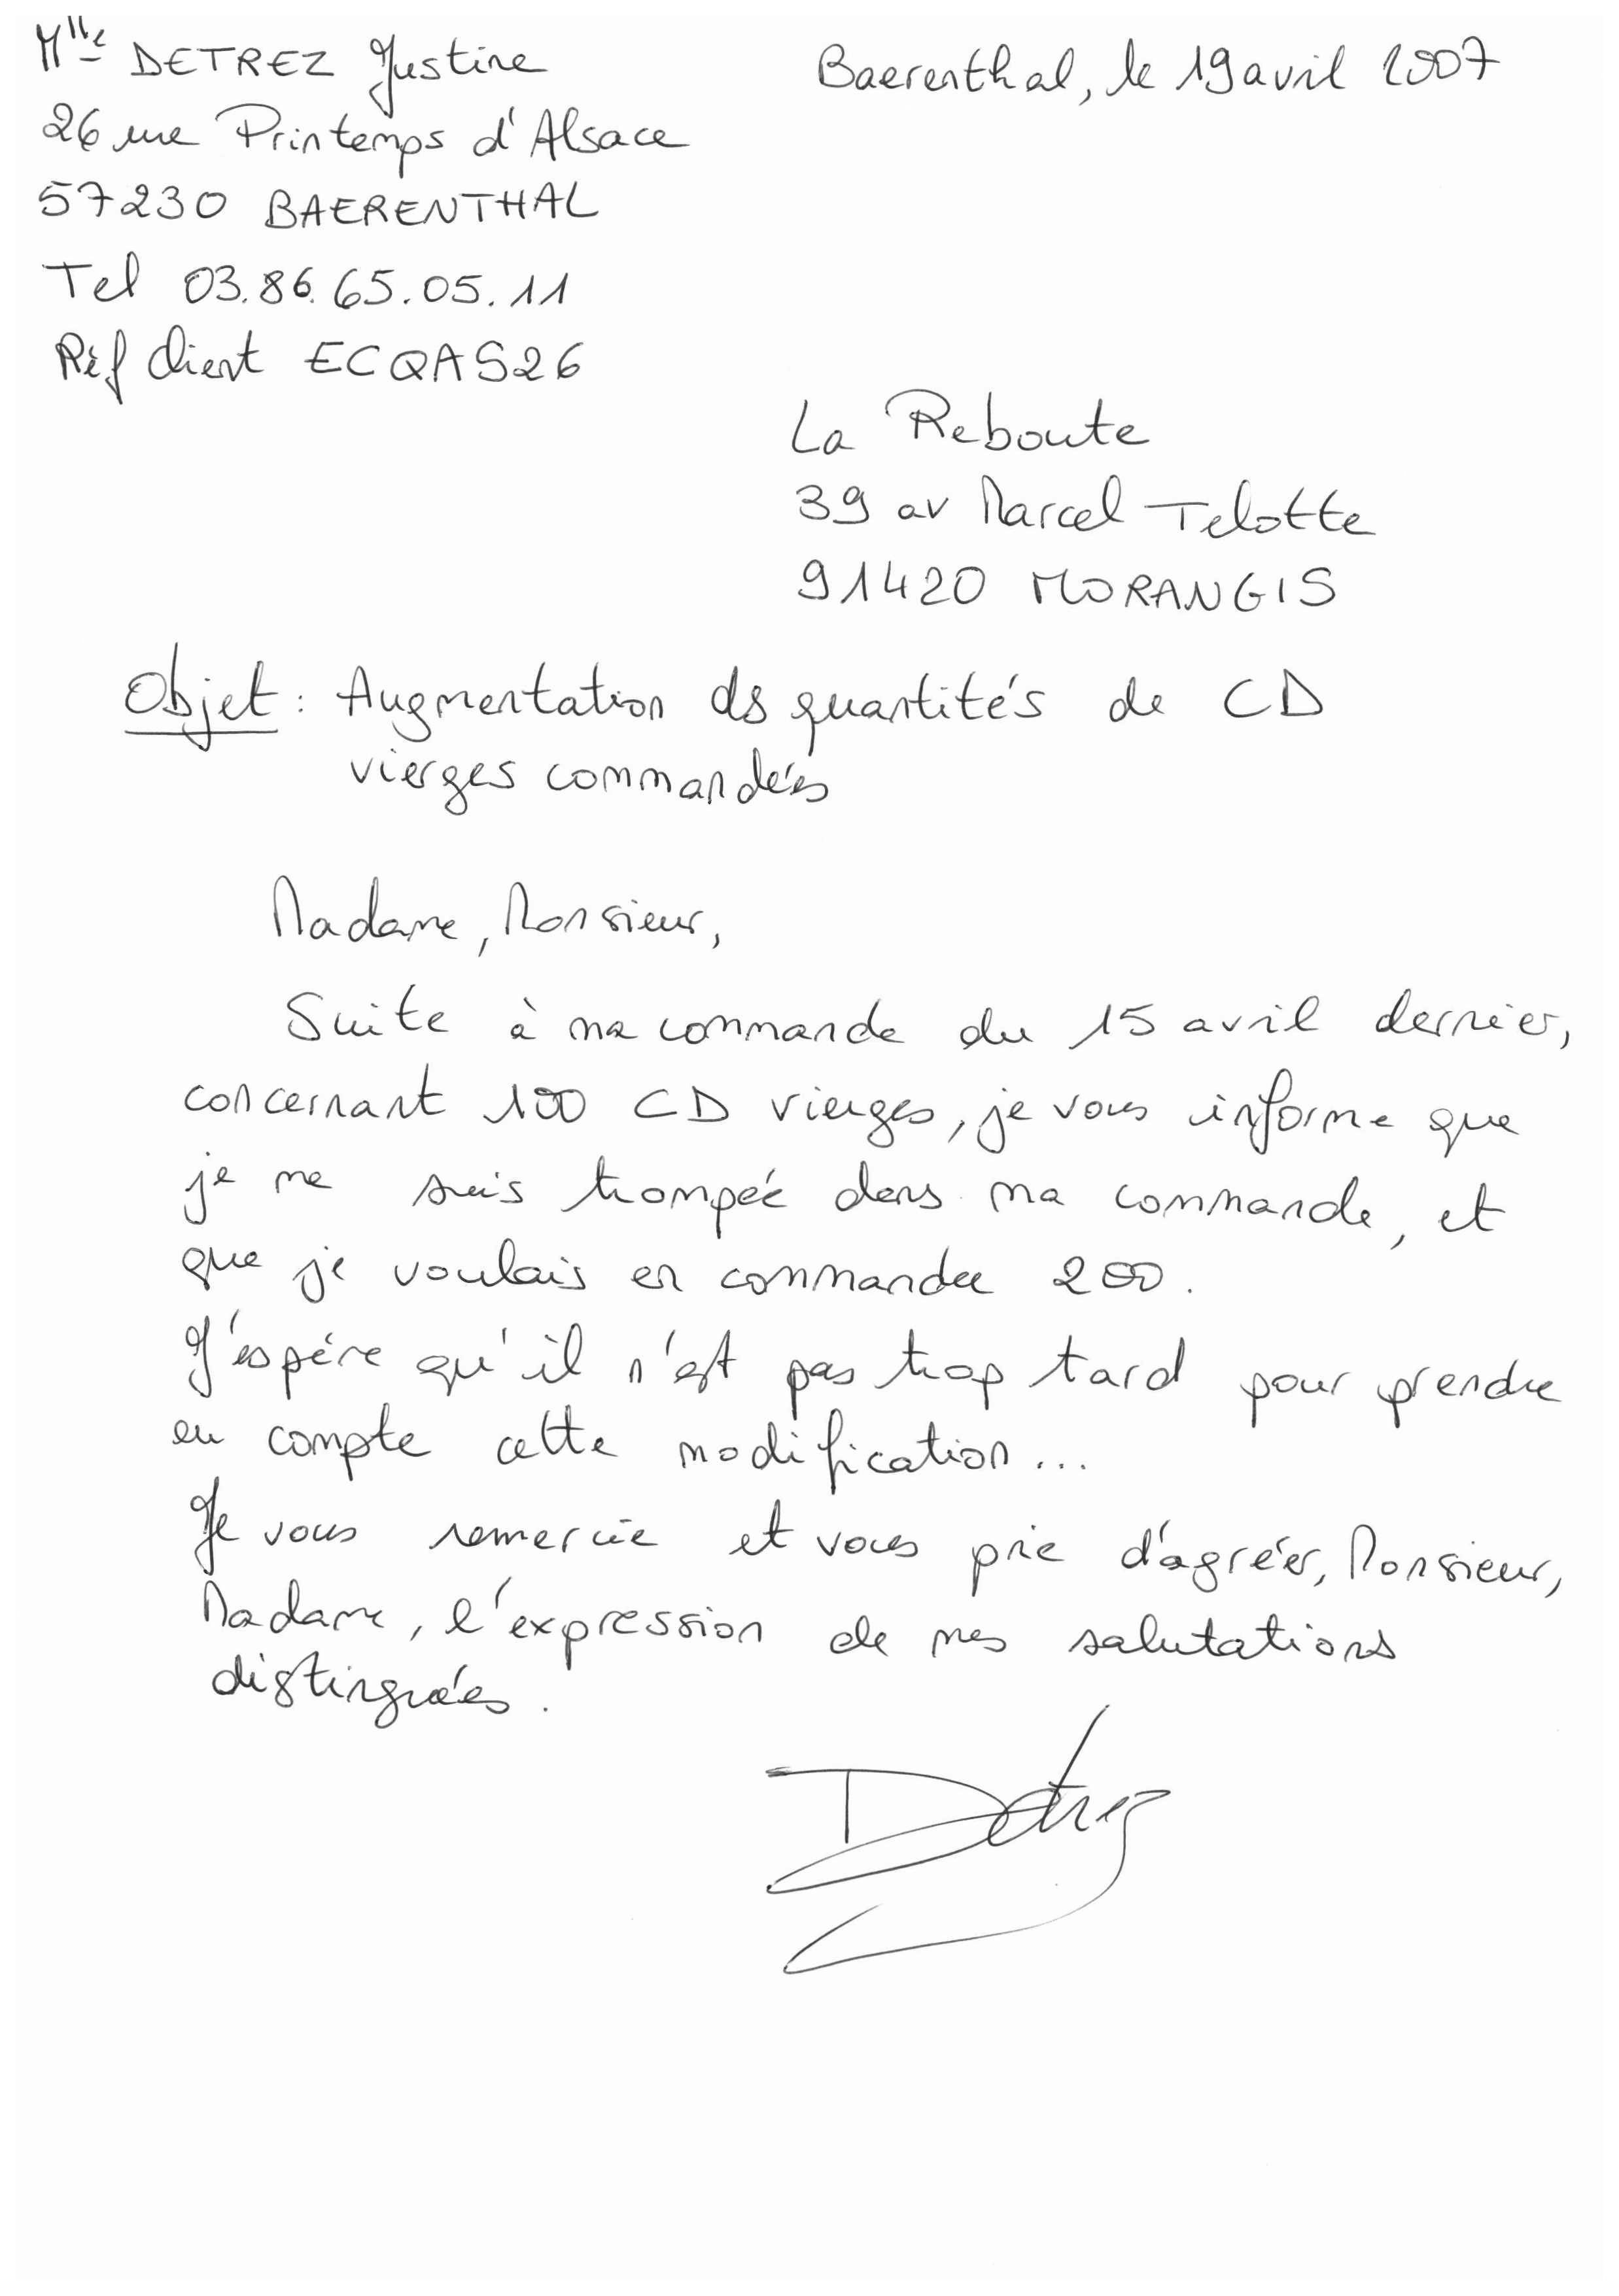 Mlle DETREZ Justine
Baerenthal, le 19 avril 2007
26 rue Printemps d'Alsace
57230 BAERENTHAL
Tel 03.86.65.05.11
Réf client ECQAS26
La Reboute
39 av Marcel Telotte
91420 MORANGIS
Objet : Augmentation ds quantités de CD
vierges commandées
Madame, Monsieur,
Suite à ma commande du 15 avril dernier,
concernant 100 CD vierges, je vous informe que
je me suis trompée dans ma commande, et
que je voulais en commander 200.
J'espére qu'il n'est pas trop tard pour prendre
en compte cette modification...
Je vous remercie et vous prie d'agréer, Monsieur,
Madame, l'expression de mes salutations
distinguées.
Detrez